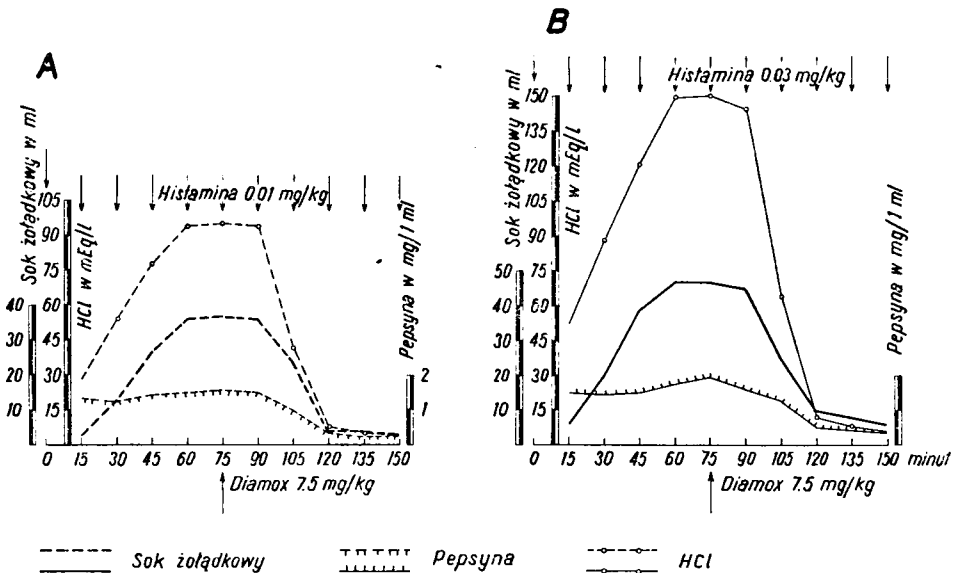 A
Histamina 0.01 mg/kg
Sok żołądkowy w ml
HCl w mEq/l
Pepsyna w mg/1 ml
105
90
75
60
45
30
15
40
30
20
10
2
1
0 15 30 45 60 75 90 105 120 135 150
Diamox 7.5 mg/kg
B
Histamina 0.03 mg/kg
Sok żołądkowy w ml
HCl w mEq/l
Pepsyna w mg/1 ml
150
135
120
105
90
75
60
45
30
15
50
40
30
20
10
0 15 30 45 60 75 90 105 120 135 150 minut
Diamox 7.5 mg/kg
Sok żołądkowy
Pepsyna
HCl